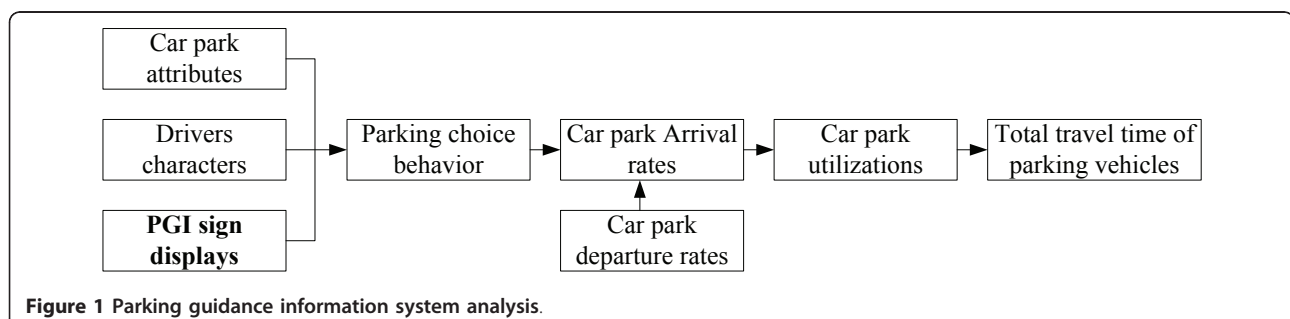 Car park
attributes
Drivers
characters
PGI sign
displays
Parking choice
behavior
Car park Arrival
rates
Car park
departure rates
Car park
utilizations
Total travel time of
parking vehicles
Figure 1 Parking guidance information system analysis.